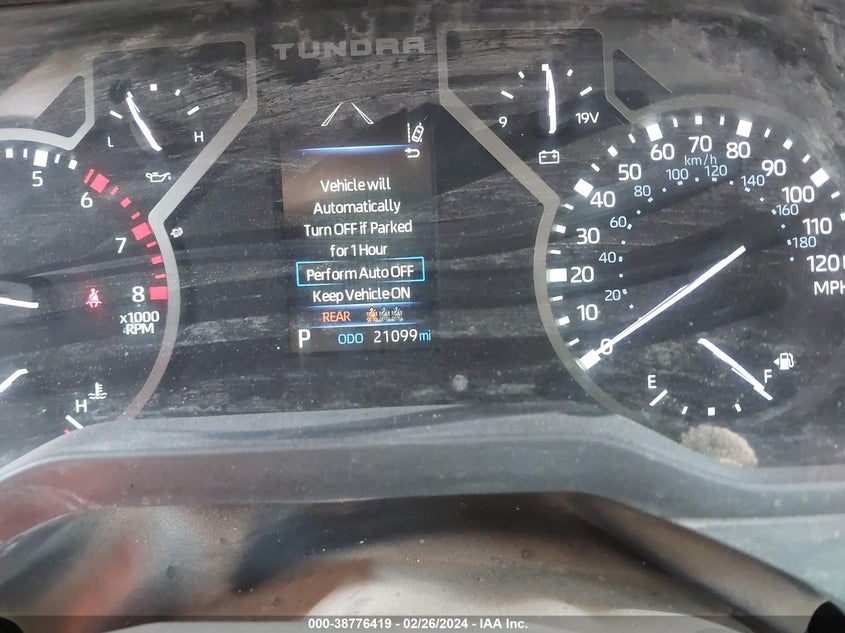 TUNDRA
L H
9 19V
5 6 7 8
x1000
RPM
H
Vehicle will
Automatically
Turn OFF if Parked
for 1 Hour
Perform Auto OFF
Keep Vehicle ON
REAR
P ODO 21099 mi
0 10 20 30 40 50 60 70 80 90 100 110 120
MPH
km/h
20 40 60 80 100 120 140 160 180
E F
000-38776419 - 02/26/2024 - IAA Inc.